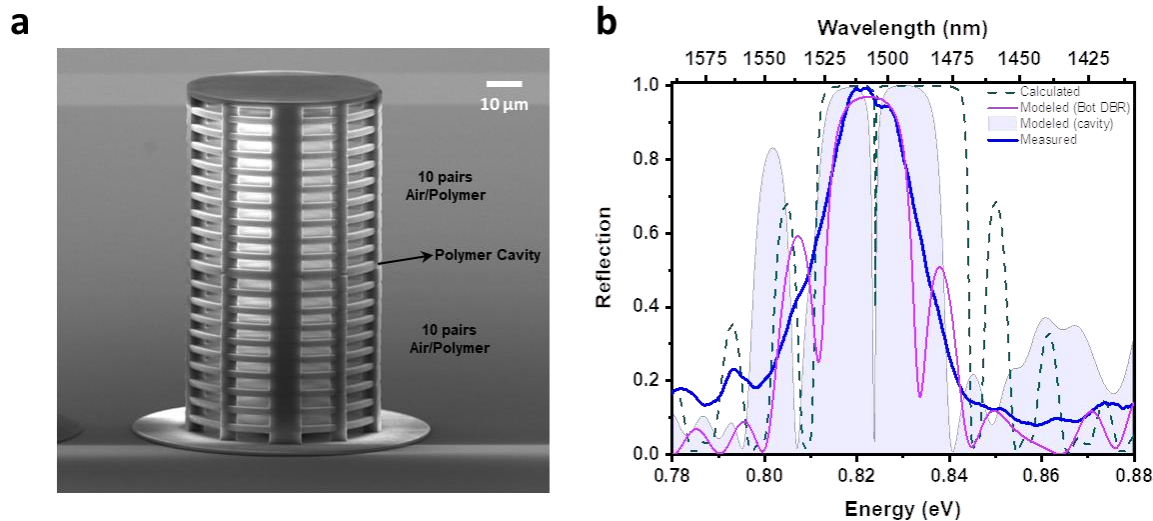 a
10 µm
10 pairs
Air/Polymer
Polymer Cavity
10 pairs
Air/Polymer
b
Wavelength (nm)
1575 1550 1525 1500 1475 1450 1425
Calculated
Modeled (Bot DBR)
Modeled (cavity)
Measured
1.0
0.8
0.6
0.4
0.2
0.0
Reflection
0.78 0.80 0.82 0.84 0.86 0.88
Energy (eV)